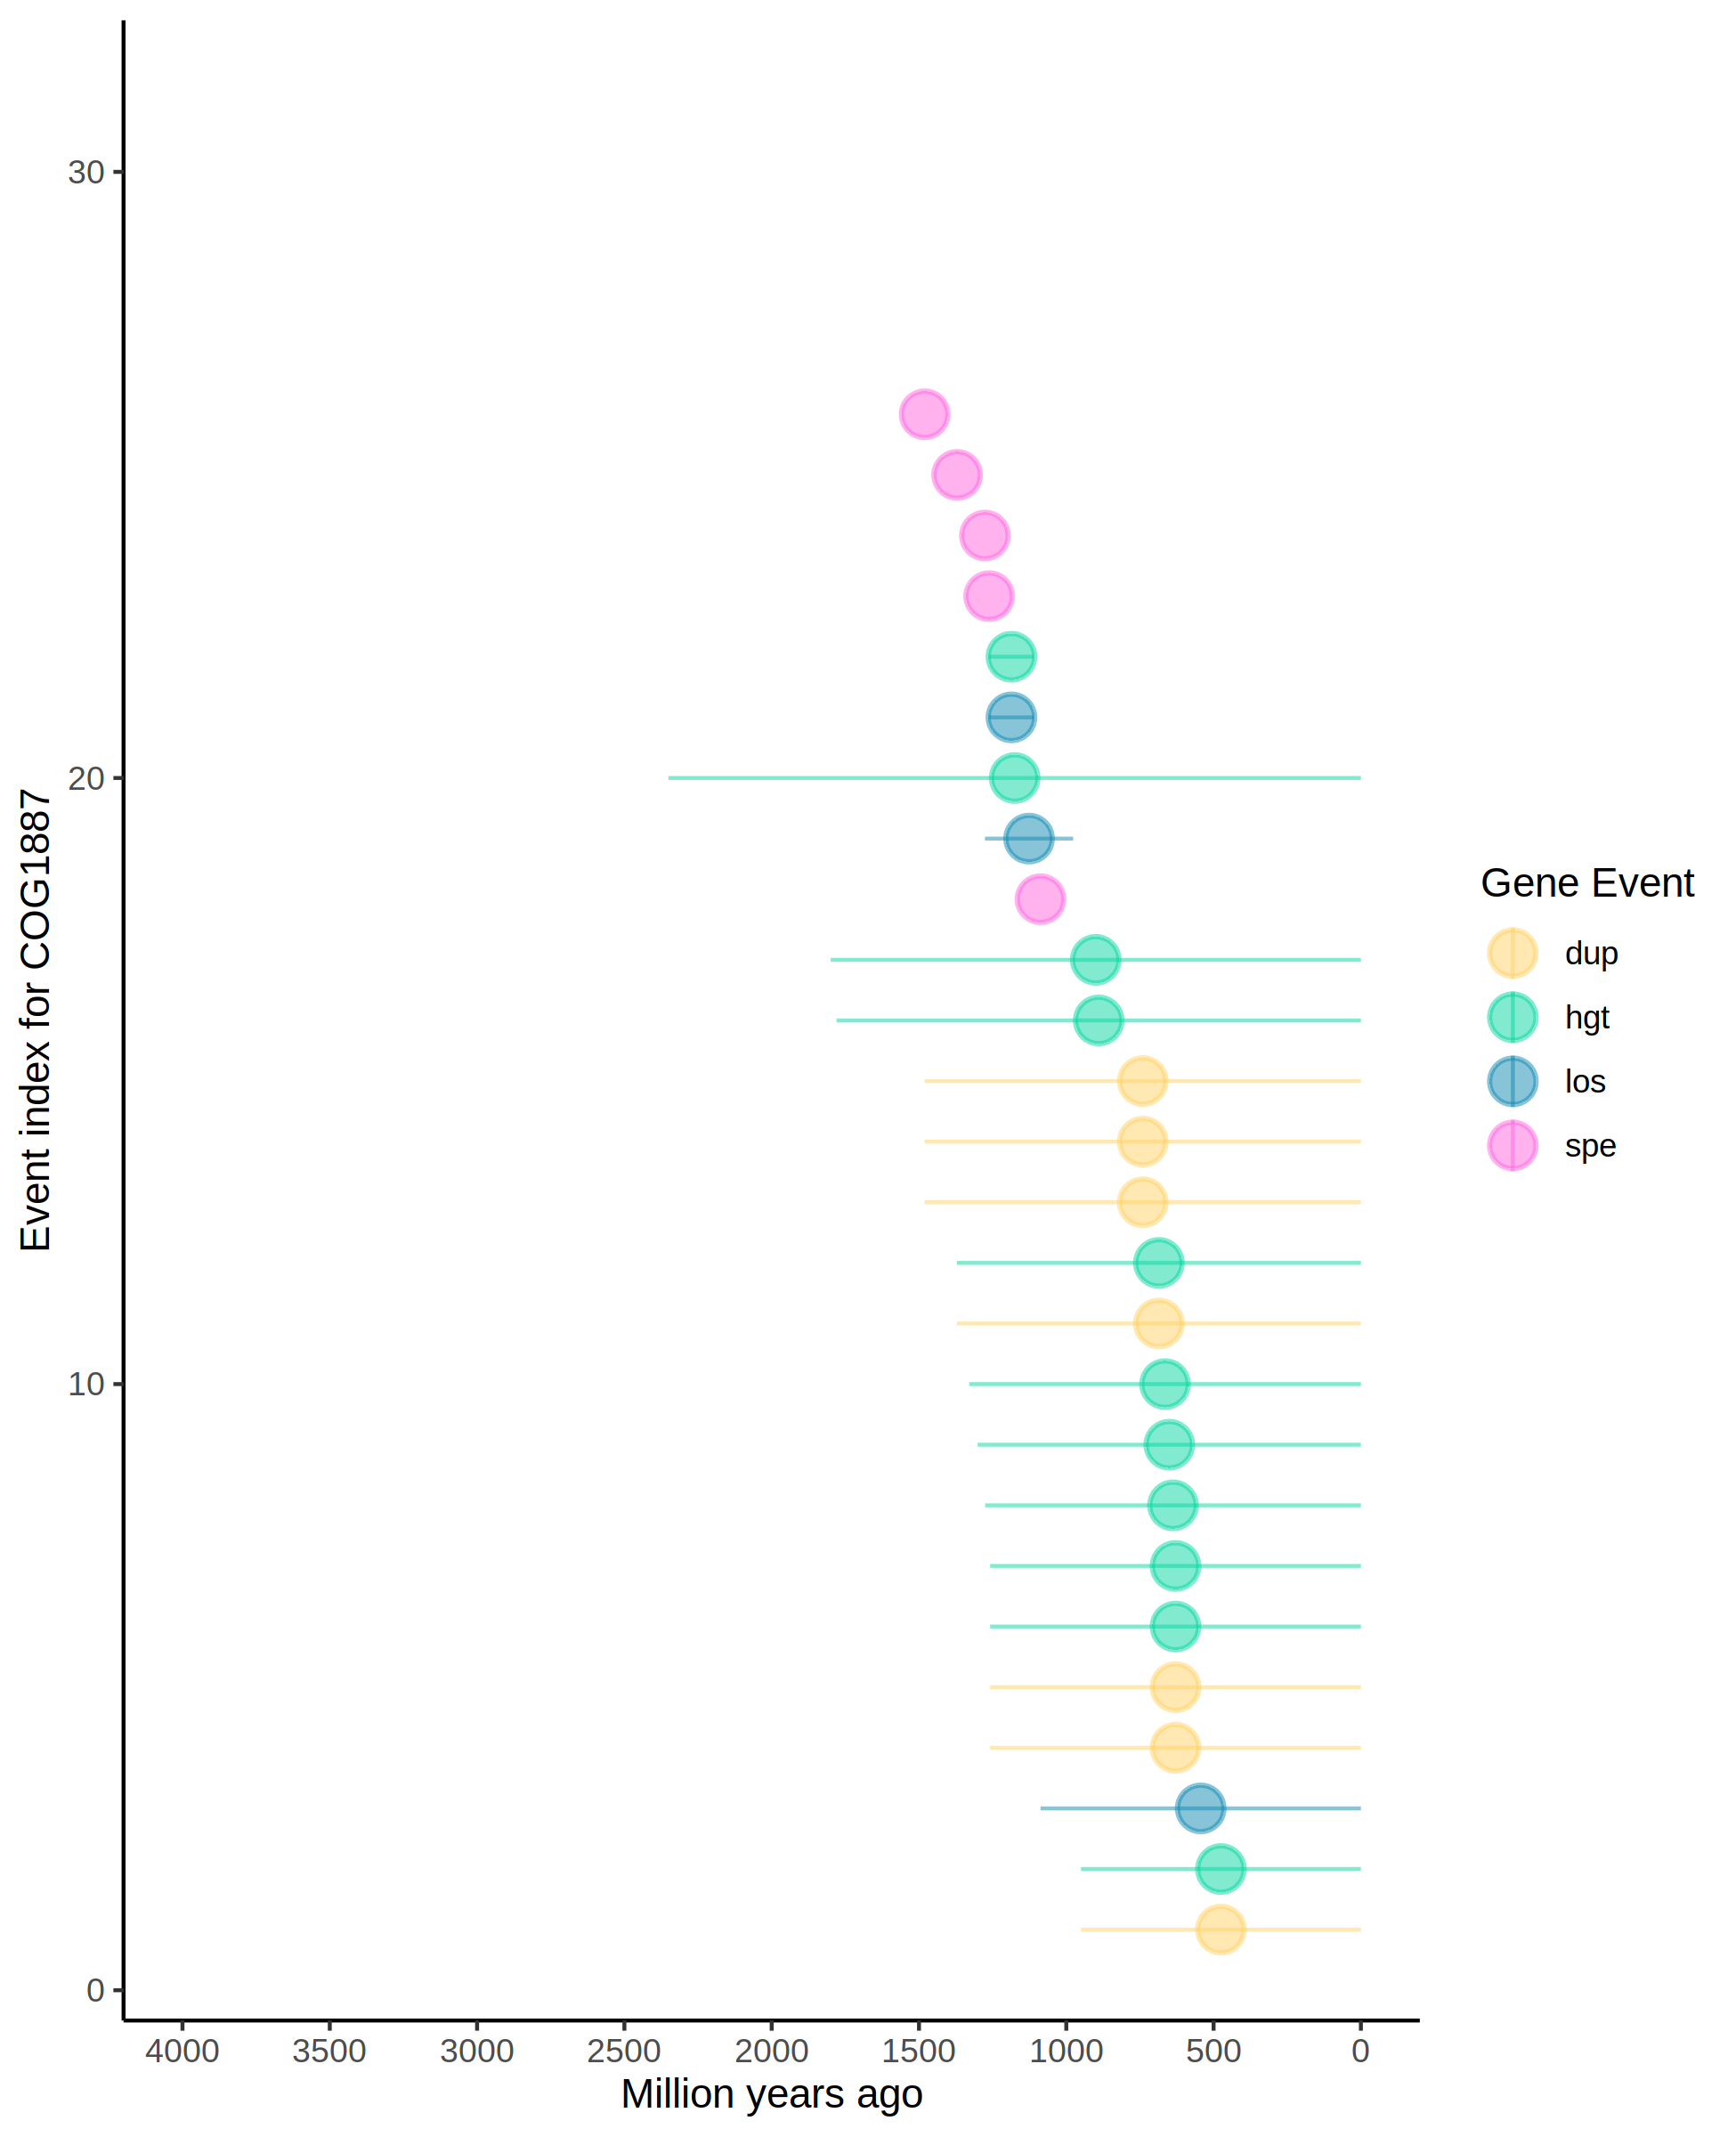 Event index for COG1887
30
20
10
0
4000 3500 3000 2500 2000 1500 1000 500 0
Million years ago
Gene Event
dup
hgt
los
spe